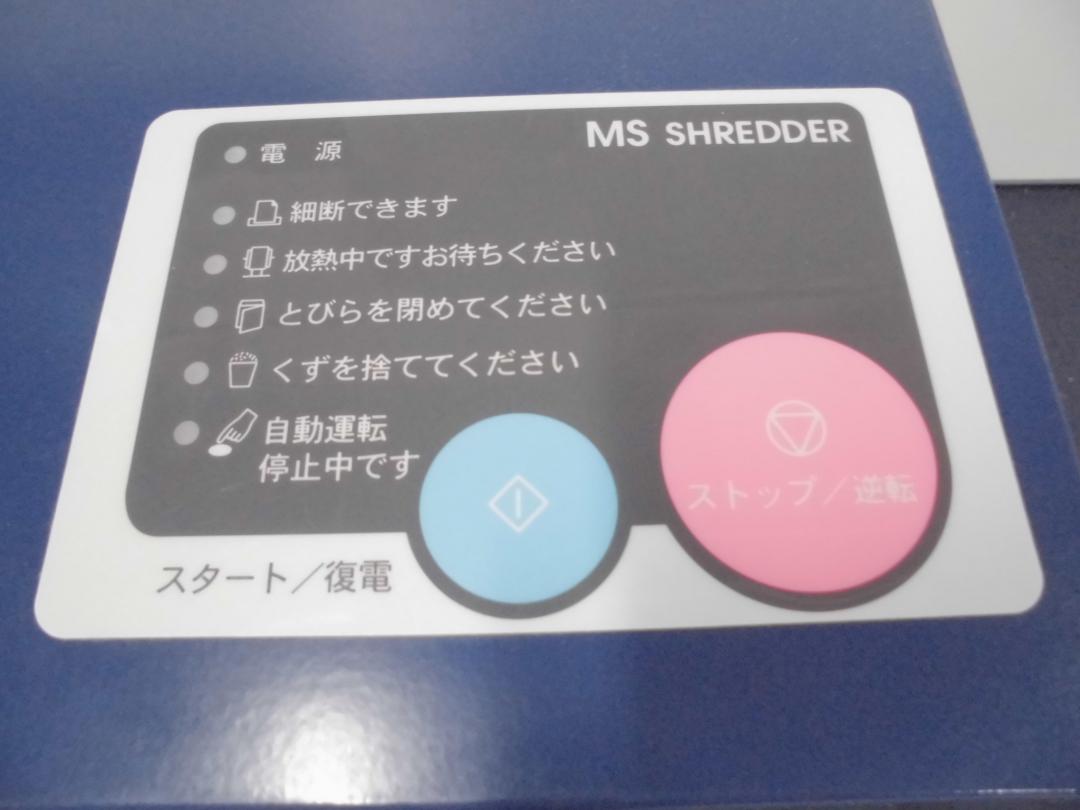 MS SHREDDER
電 源
細断できます
放熱中ですお待ちください
とびらを閉めてください
くずを捨ててください
自動運転
停止中です
ストップ／逆転
スタート／復電